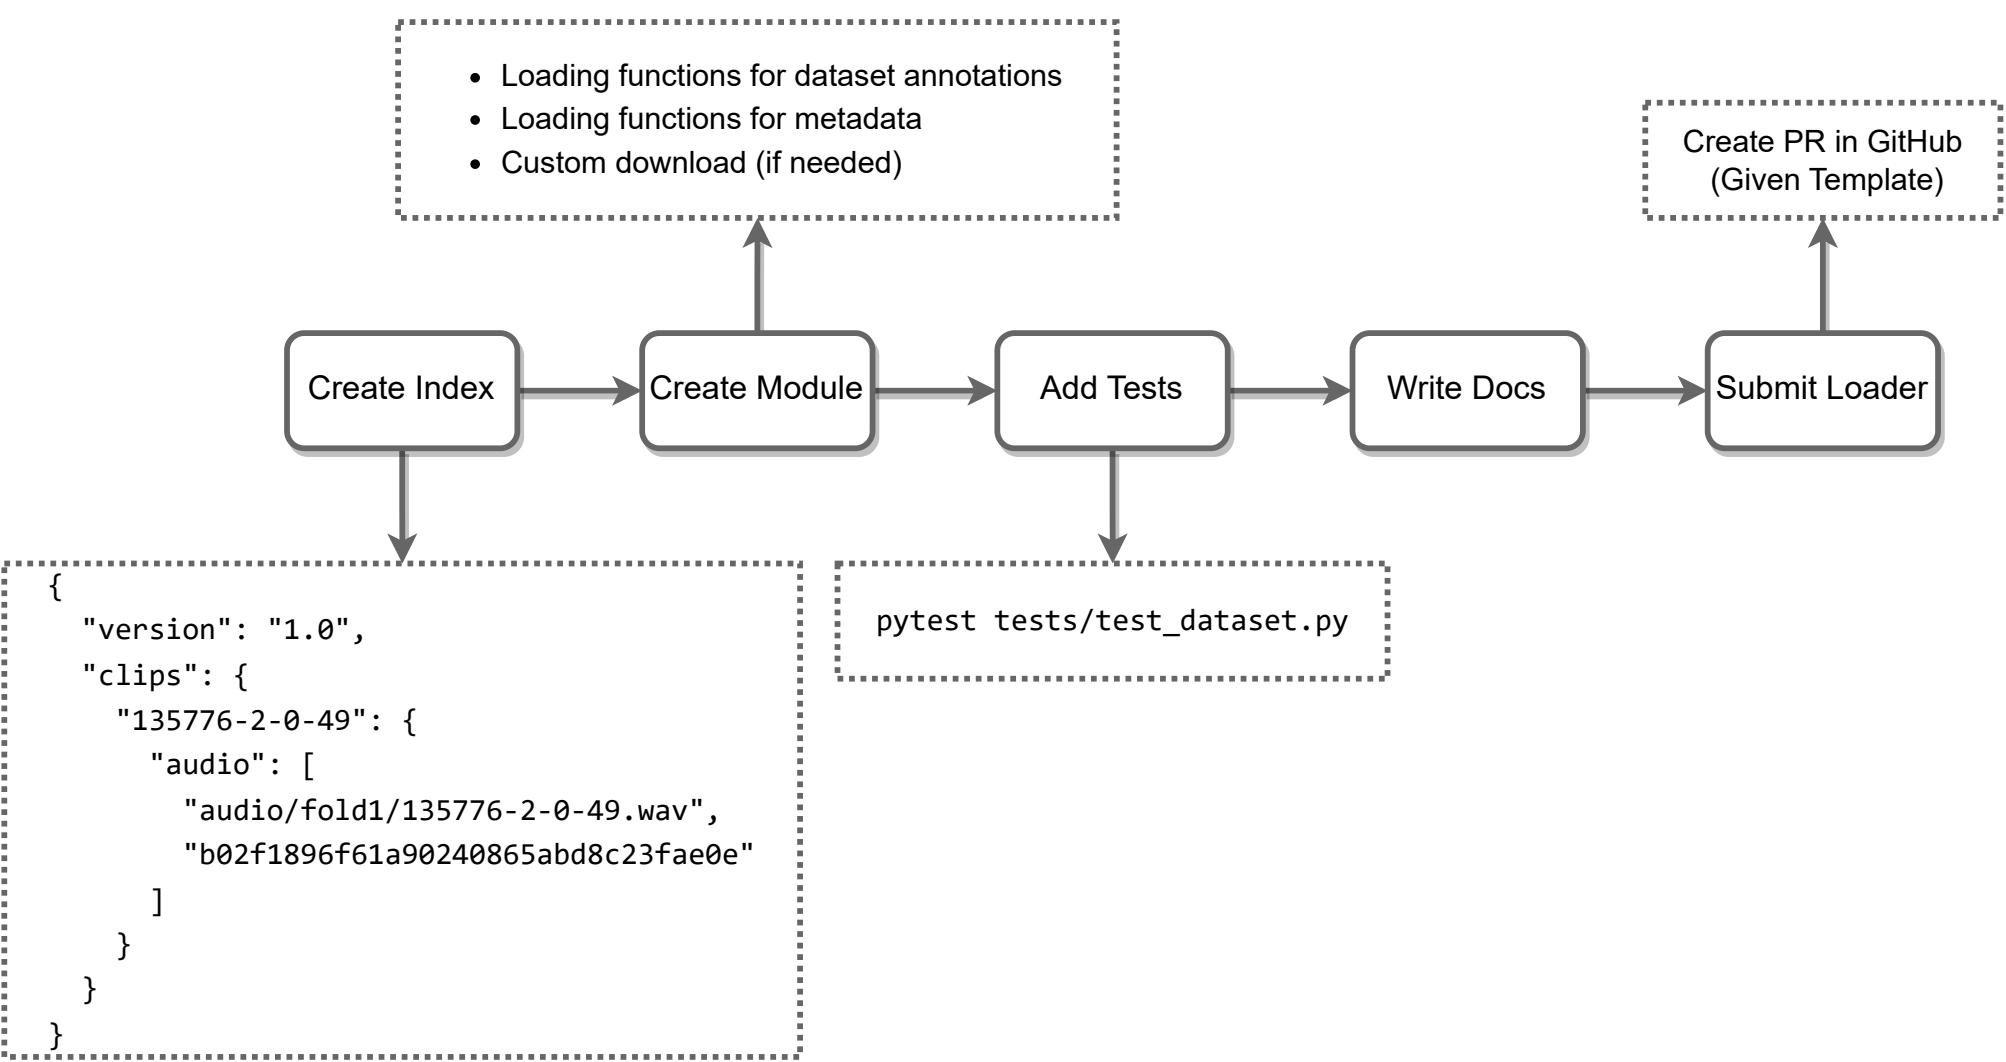 • Loading functions for dataset annotations
• Loading functions for metadata
• Custom download (if needed)
Create PR in GitHub
(Given Template)
Create Index
Create Module
Add Tests
Write Docs
Submit Loader
{
  "version": "1.0",
  "clips": {
    "135776-2-0-49": {
      "audio": [
        "audio/fold1/135776-2-0-49.wav",
        "b02f1896f61a90240865abd8c23fae0e"
      ]
    }
  }
}
pytest tests/test_dataset.py